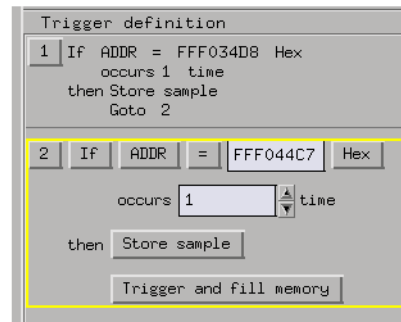 Trigger definition
1 If ADDR = FFF034D8 Hex
occurs 1 time
then Store sample
Goto 2
2 If ADDR = FFF044C7 Hex
occurs 1 time
then Store sample
Trigger and fill memory